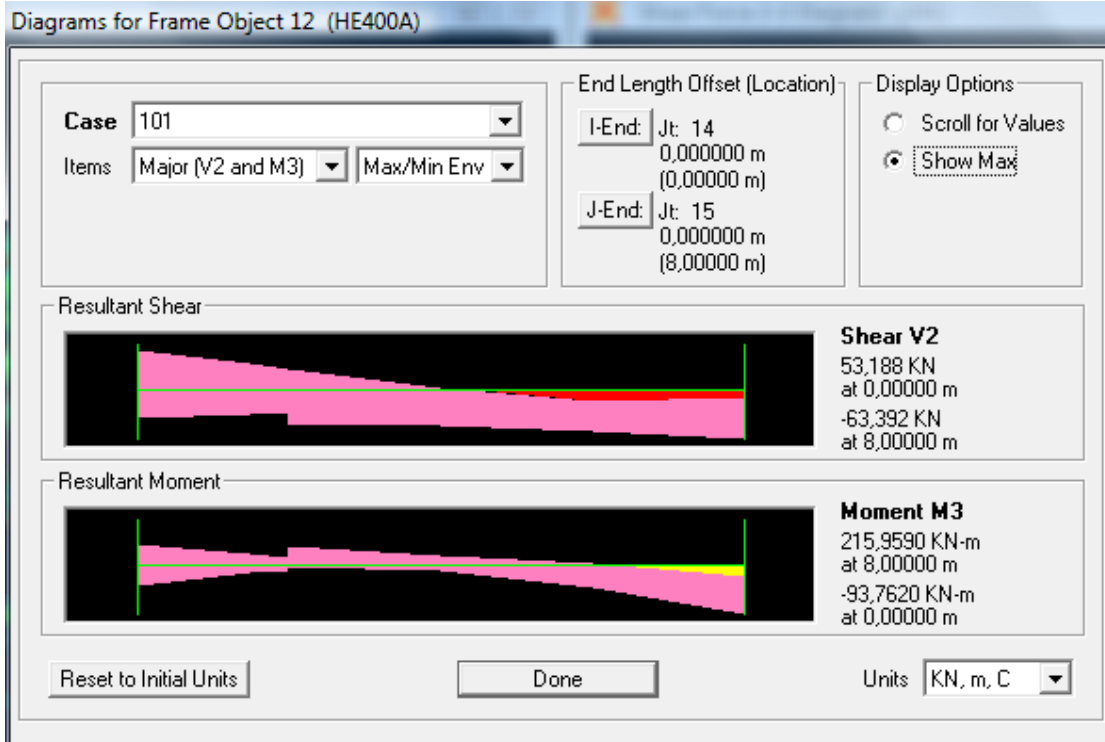 Diagrams for Frame Object 12 (HE400A)
Case 101
Items Major (V2 and M3) Max/Min Env
End Length Offset (Location)
I-End: Jt: 14
0,000000 m
(0,00000 m)
J-End: Jt: 15
0,000000 m
(8,00000 m)
Display Options
Scroll for Values
Show Max
Resultant Shear
Shear V2
53,188 KN
at 0,00000 m
-63,392 KN
at 8,00000 m
Resultant Moment
Moment M3
215,9590 KN-m
at 8,00000 m
-93,7620 KN-m
at 0,00000 m
Reset to Initial Units
Done
Units KN, m, C